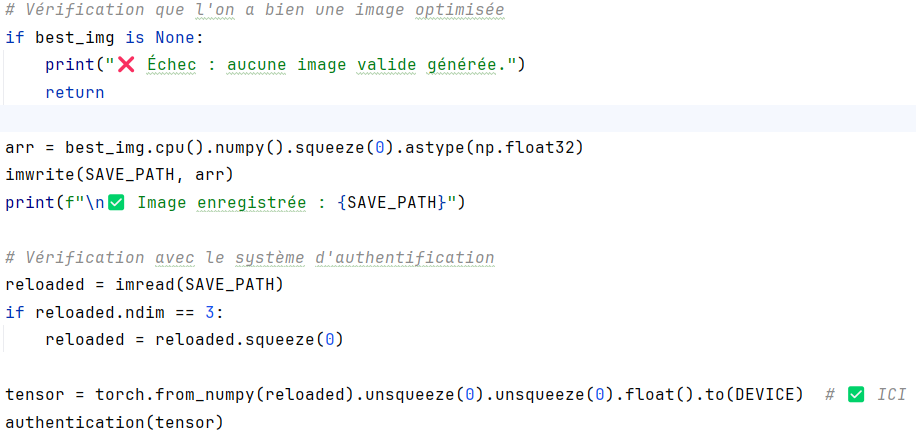 # Vérification que l'on a bien une image optimisée
if best_img is None:
    print("❌ Échec : aucune image valide générée.")
    return
arr = best_img.cpu().numpy().squeeze(0).astype(np.float32)
imwrite(SAVE_PATH, arr)
print(f"\n✅ Image enregistrée : {SAVE_PATH}")
# Vérification avec le système d'authentification
reloaded = imread(SAVE_PATH)
if reloaded.ndim == 3:
    reloaded = reloaded.squeeze(0)
tensor = torch.from_numpy(reloaded).unsqueeze(0).unsqueeze(0).float().to(DEVICE)  # ✅ ICI
authentication(tensor)